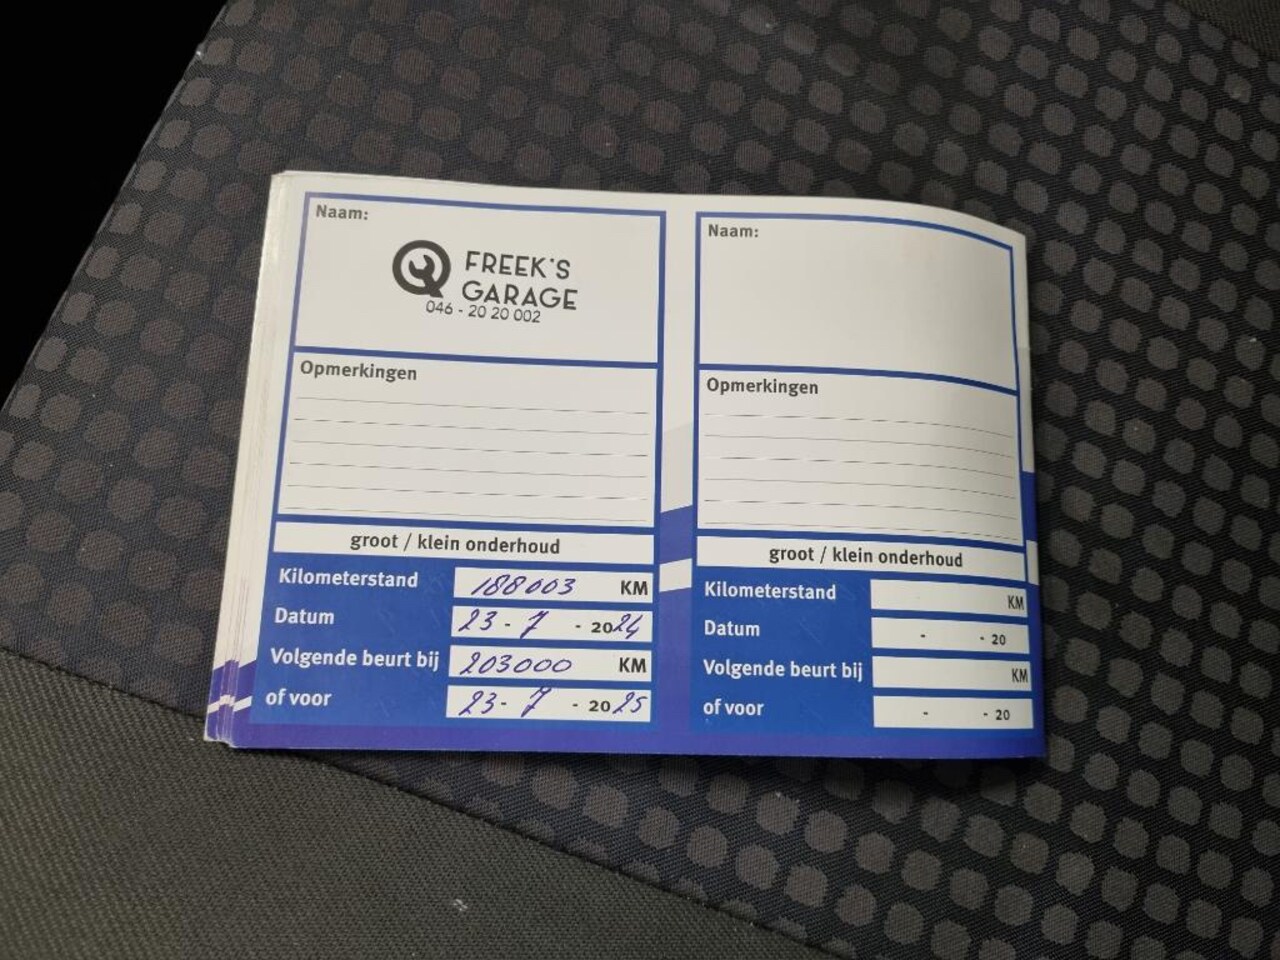 Naam:
FREEK'S
GARAGE
046 - 20 20 002
Opmerkingen
groot / klein onderhoud
Kilometerstand 188003 KM
Datum 23 - 7 - 2024
Volgende beurt bij 203000 KM
of voor 23 - 7 - 2025
Naam:
Opmerkingen
groot / klein onderhoud
Kilometerstand KM
Datum - - 20
Volgende beurt bij KM
of voor - - 20